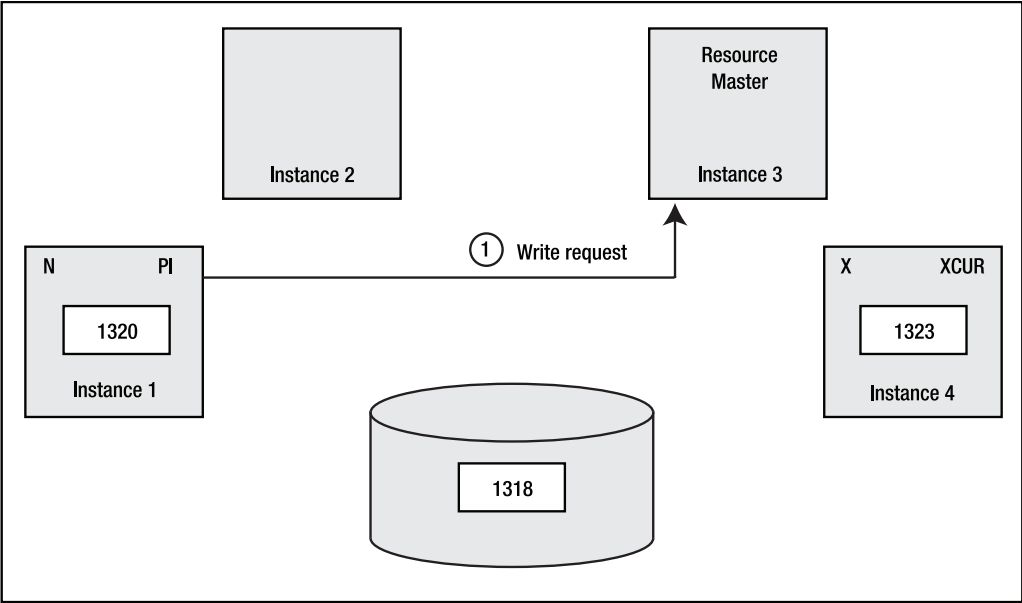 Resource
Master
Instance 2
Instance 3
1 Write request
N PI
1320
Instance 1
X XCUR
1323
Instance 4
1318